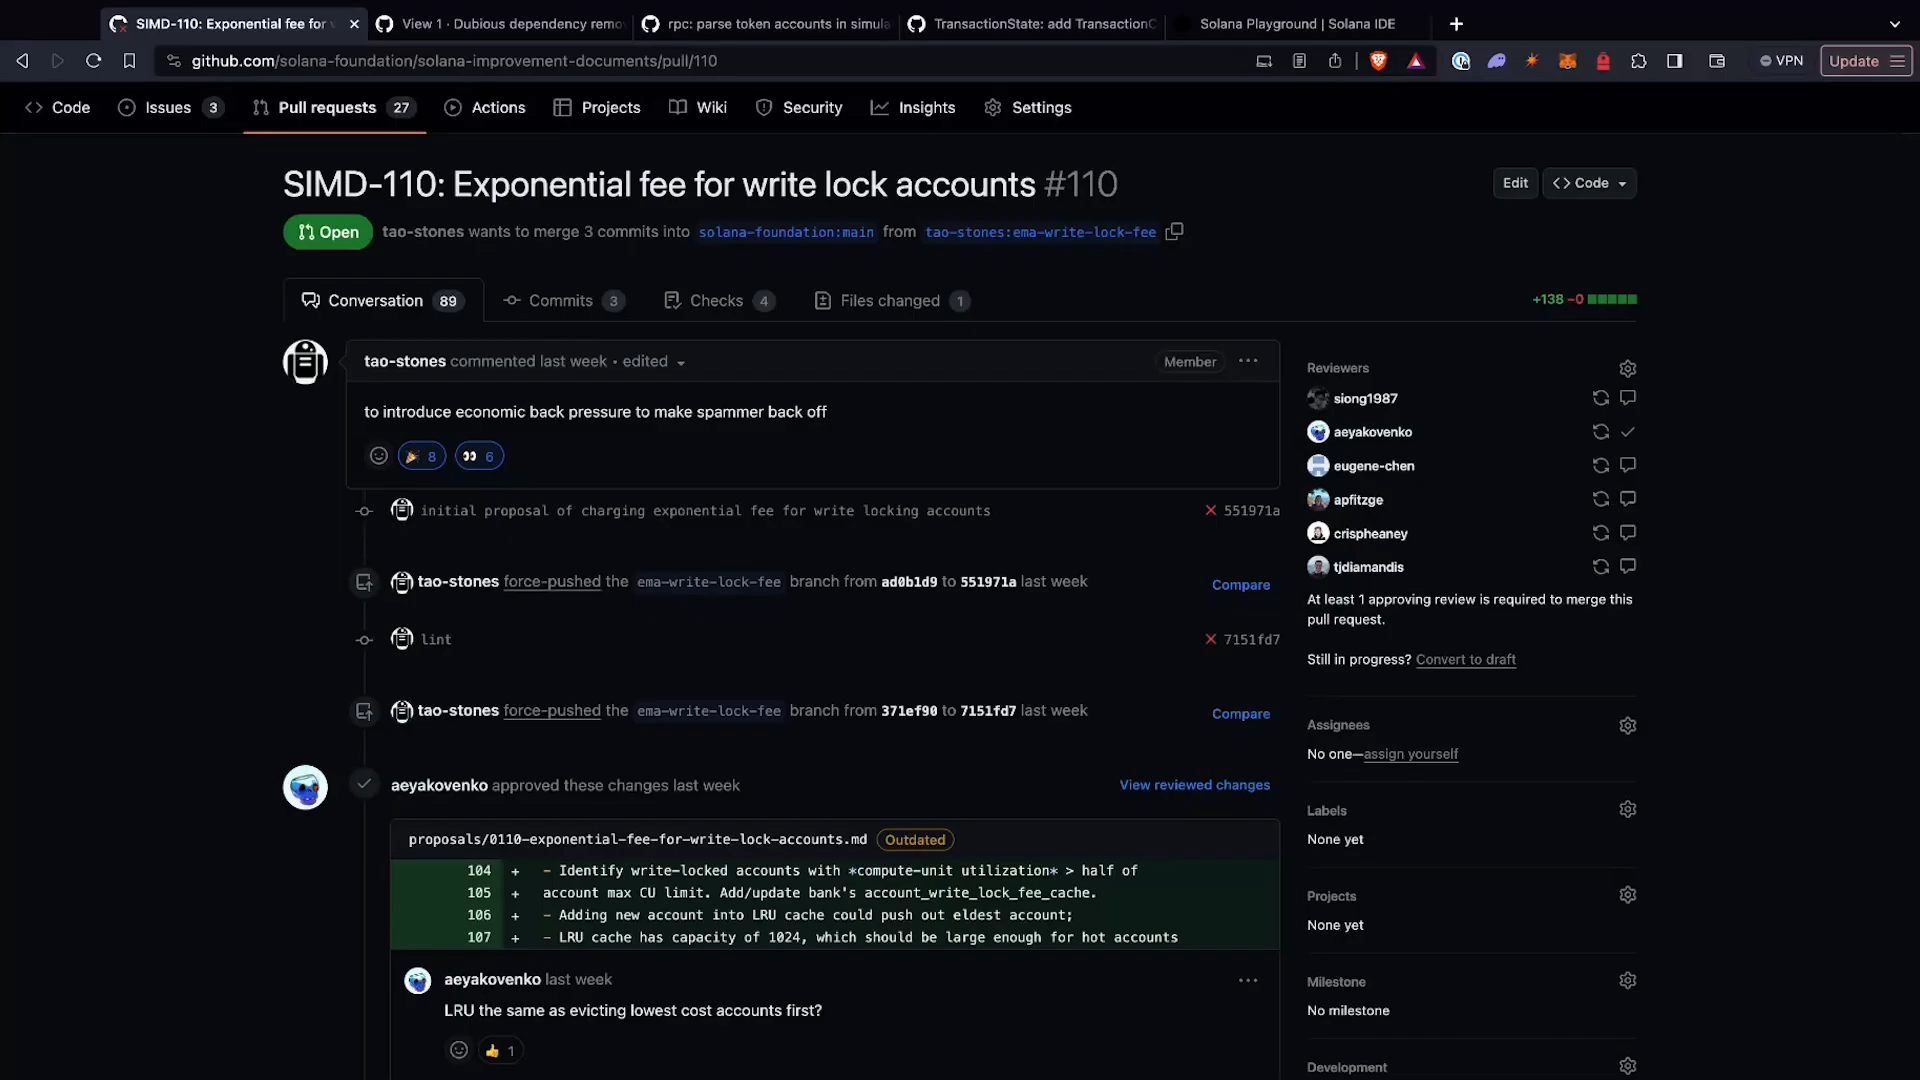 SIMD-110: Exponential fee for
View 1 · Dubious dependency remo
rpc: parse token accounts in simula
TransactionState: add TransactionC
Solana Playground | Solana IDE
github.com/solana-foundation/solana-improvement-documents/pull/110
VPN
Update
Code
Issues 3
Pull requests 27
Actions
Projects
Wiki
Security
Insights
Settings
SIMD-110: Exponential fee for write lock accounts #110
Edit
<> Code
Open
tao-stones wants to merge 3 commits into solana-foundation:main from tao-stones:ema-write-lock-fee
Conversation 89
Commits 3
Checks 4
Files changed 1
+138 −0
tao-stones commented last week • edited
Member
to introduce economic back pressure to make spammer back off
8
6
initial proposal of charging exponential fee for write locking accounts
551971a
tao-stones force-pushed the ema-write-lock-fee branch from ad0b1d9 to 551971a last week
Compare
lint
7151fd7
tao-stones force-pushed the ema-write-lock-fee branch from 371ef90 to 7151fd7 last week
Compare
aeyakovenko approved these changes last week
View reviewed changes
proposals/0110-exponential-fee-for-write-lock-accounts.md Outdated
104 + - Identify write-locked accounts with *compute-unit utilization* > half of
105 + account max CU limit. Add/update bank's account_write_lock_fee_cache.
106 + - Adding new account into LRU cache could push out eldest account;
107 + - LRU cache has capacity of 1024, which should be large enough for hot accounts
aeyakovenko last week
LRU the same as evicting lowest cost accounts first?
1
Reviewers
siong1987
aeyakovenko
eugene-chen
apfitzge
crispheaney
tjdiamandis
At least 1 approving review is required to merge this
pull request.
Still in progress? Convert to draft
Assignees
No one—assign yourself
Labels
None yet
Projects
None yet
Milestone
No milestone
Development